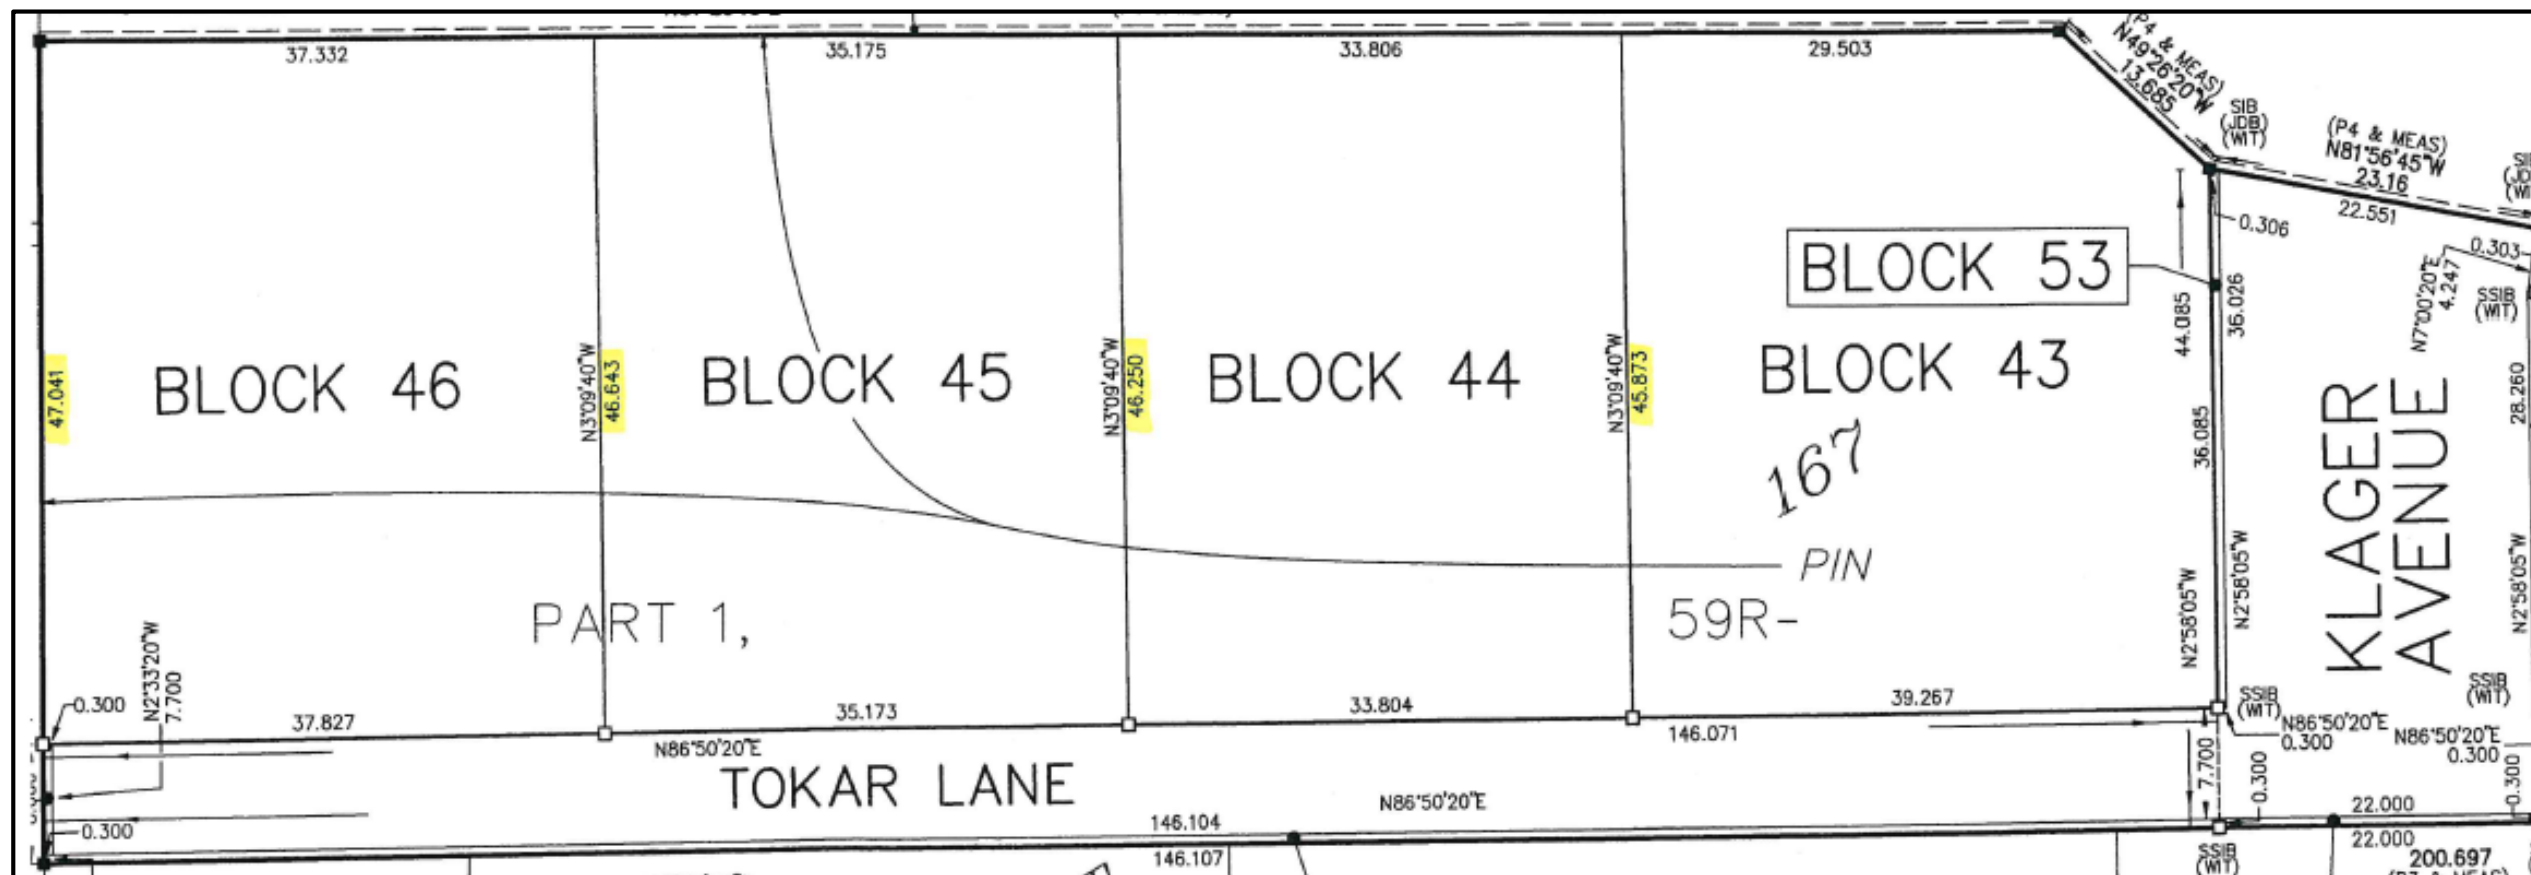 37.332
35.175
33.806
29.503
(P4 & MEAS)
N49°26'20"W
13.685
SIB
(JDB)
(WIT)
(P4 & MEAS)
N81°56'45"W
23.16
22.551
0.306
0.303
N7°00'20"E
4.247
SSIB
(WIT)
BLOCK 53
44.085
36.026
47.041
BLOCK 46
N3°09'40"W
46.643
BLOCK 45
N3°09'40"W
46.250
BLOCK 44
N3°09'40"W
45.873
BLOCK 43
36.085
28.260
167
KLAGER
AVENUE
PIN
PART 1,
59R-
N2°58'05"W
N2°58'05"W
N2°58'05"W
N2°33'20"W
7.700
0.300
37.827
35.173
33.804
39.267
SSIB
(WIT)
SSIB
(WIT)
N86°50'20"E
146.071
N86°50'20"E
0.300
N86°50'20"E
0.300
TOKAR LANE
7.700
0.300
0.300
N86°50'20"E
22.000
0.300
146.104
146.107
22.000
SSIB
(WIT)
200.697